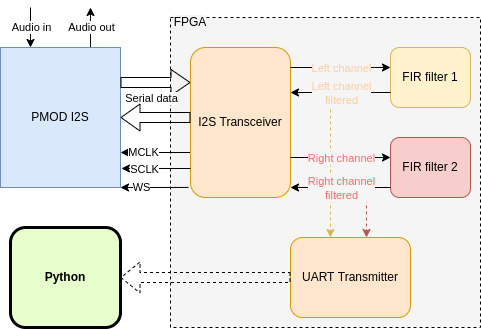 FPGA
Audio in
Audio out
PMOD I2S
Serial data
MCLK
SCLK
WS
I2S Transceiver
Left channel
Left channel
filtered
FIR filter 1
Right channel
Right channel
filtered
FIR filter 2
Python
UART Transmitter